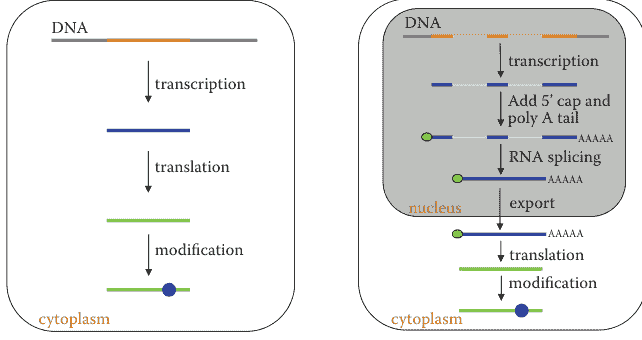 DNA
transcription
translation
modification
cytoplasm
DNA
transcription
Add 5' cap and
poly A tail
AAAAA
RNA splicing
AAAAA
nucleus
export
AAAAA
translation
modification
cytoplasm